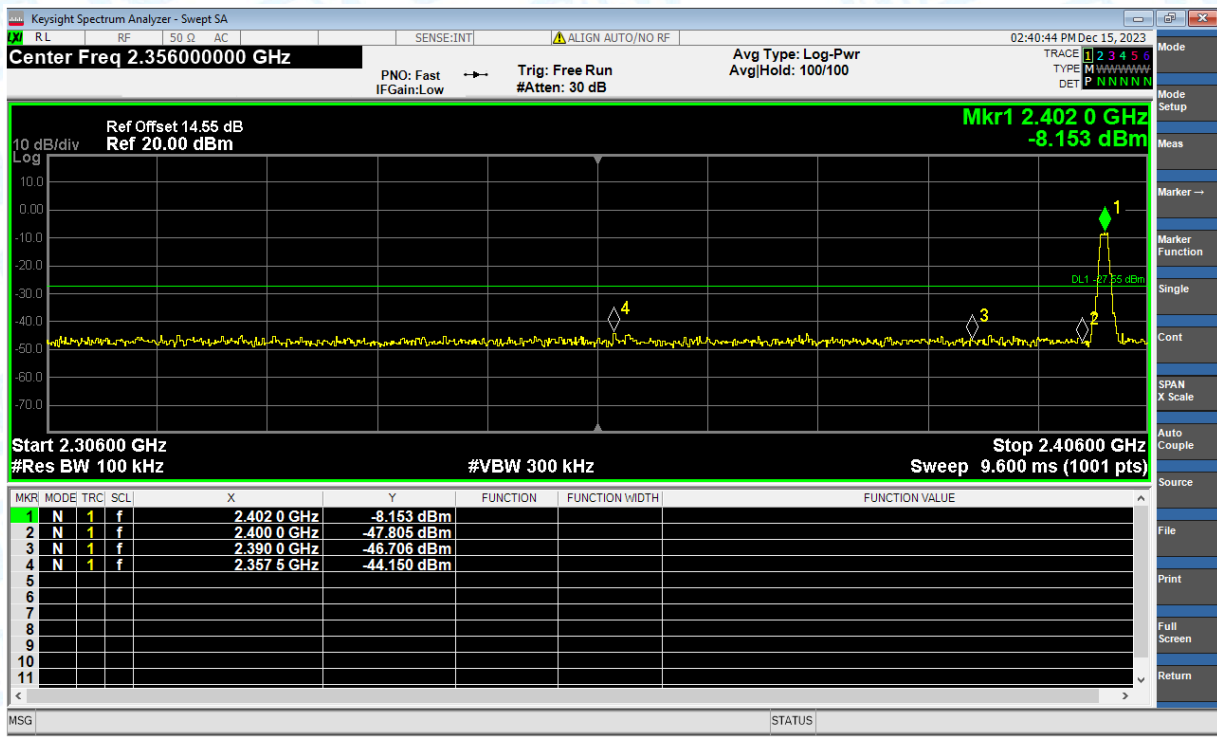 Keysight Spectrum Analyzer - Swept SA
LXI RL RF 50 Ω AC SENSE:INT ALIGN AUTO/NO RF 02:40:44 PM Dec 15, 2023
Center Freq 2.356000000 GHz
PNO: Fast
IFGain:Low
Trig: Free Run
#Atten: 30 dB
Avg Type: Log-Pwr
Avg|Hold: 100/100
TRACE 1 2 3 4 5 6
TYPE M WWWWW
DET P N N N N N
Ref Offset 14.55 dB
10 dB/div Ref 20.00 dBm
Log
Mkr1 2.402 0 GHz
-8.153 dBm
10.0
0.00
-10.0
-20.0
-30.0
-40.0
-50.0
-60.0
-70.0
1
DL1 -27.55 dBm
4
3
2
Start 2.30600 GHz Stop 2.40600 GHz
#Res BW 100 kHz #VBW 300 kHz Sweep 9.600 ms (1001 pts)
MKR MODE TRC SCL X Y FUNCTION FUNCTION WIDTH FUNCTION VALUE
1 N 1 f 2.402 0 GHz -8.153 dBm
2 N 1 f 2.400 0 GHz -47.805 dBm
3 N 1 f 2.390 0 GHz -46.706 dBm
4 N 1 f 2.357 5 GHz -44.150 dBm
5
6
7
8
9
10
11
MSG STATUS
Mode
Mode
Setup
Meas
Marker →
Marker
Function
Single
Cont
SPAN
X Scale
Auto
Couple
Source
File
Print
Full
Screen
Return